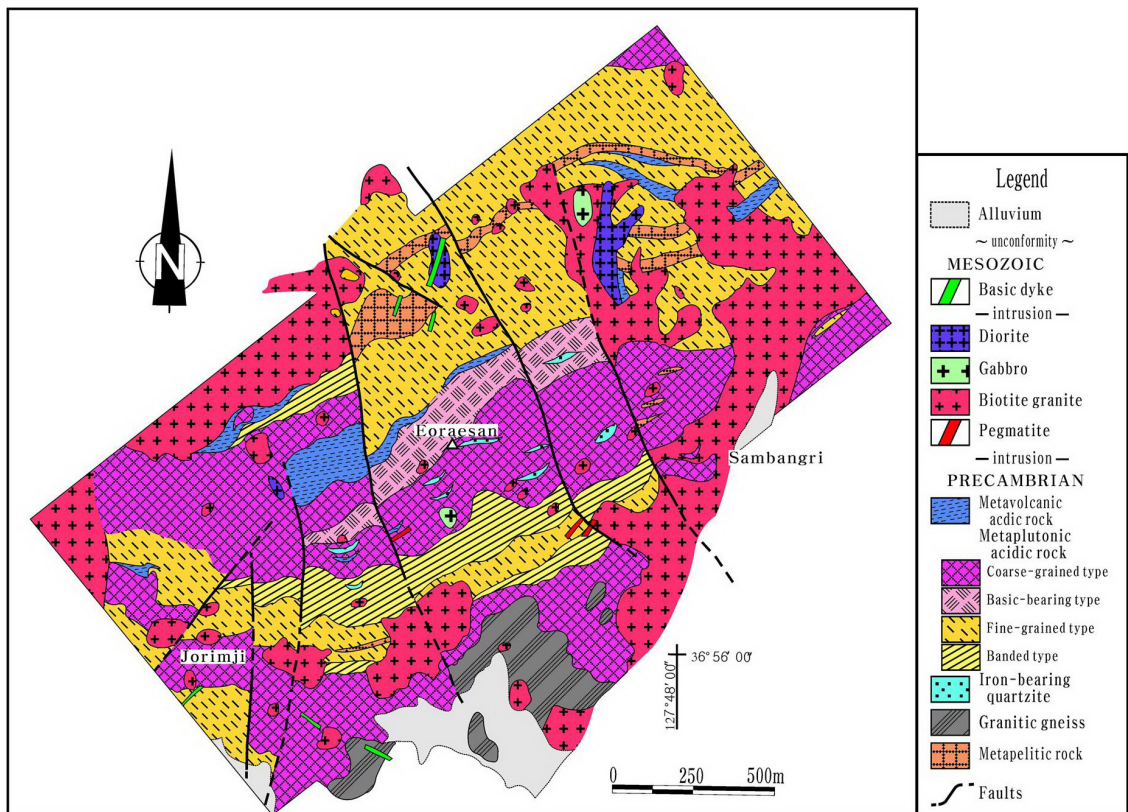 N
Eoraesan
Sambangri
Jorimji
36° 56′ 00″
127° 48′ 00″
0 250 500m
Legend
Alluvium
~ unconformity ~
MESOZOIC
Basic dyke
— intrusion —
Diorite
Gabbro
Biotite granite
Pegmatite
— intrusion —
PRECAMBRIAN
Metavolcanic
acdic rock
Metaplutonic
acidic rock
Coarse-grained type
Basic-bearing type
Fine-grained type
Banded type
Iron-bearing
quartzite
Granitic gneiss
Metapelitic rock
Faults